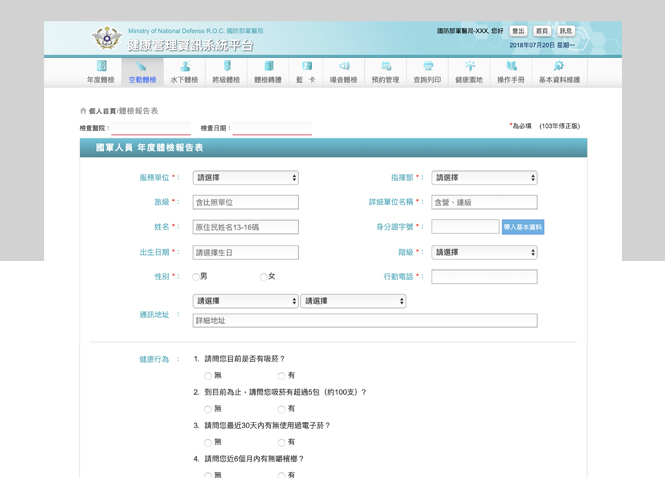 Ministry of National Defense R.O.C. 國防部軍醫局
健康管理資訊系統平台
國防部軍醫局-XXX, 您好 登出 首頁 訊息
2018年07月20日 星期一
年度體檢 空勤體檢 水下體檢 將級體檢 體檢轉騰 藍 卡 噪音體檢 預約管理 查詢列印 健康園地 操作手冊 基本資料維護
個人首頁/體檢報告表
檢查醫院： 檢查日期： *為必填 (103年修正版)
國軍人員 年度體檢報告表
服務單位 *： 請選擇 指揮部 *： 請選擇
旅級 *： 含比照單位 詳細單位名稱 *： 含營、連級
姓名 *： 原住民姓名13-16碼 身分證字號 *： 帶入基本資料
出生日期 *： 請選擇生日 階級 *： 請選擇
性別 *： 男 女 行動電話 *：
請選擇 請選擇
通訊地址 ： 詳細地址
健康行為 ： 1. 請問您目前是否有吸菸？
無 有
2. 到目前為止，請問您吸菸有超過5包（約100支）？
無 有
3. 請問您最近30天內有無使用過電子菸？
無 有
4. 請問您近6個月內有無嚼檳榔？
無 有